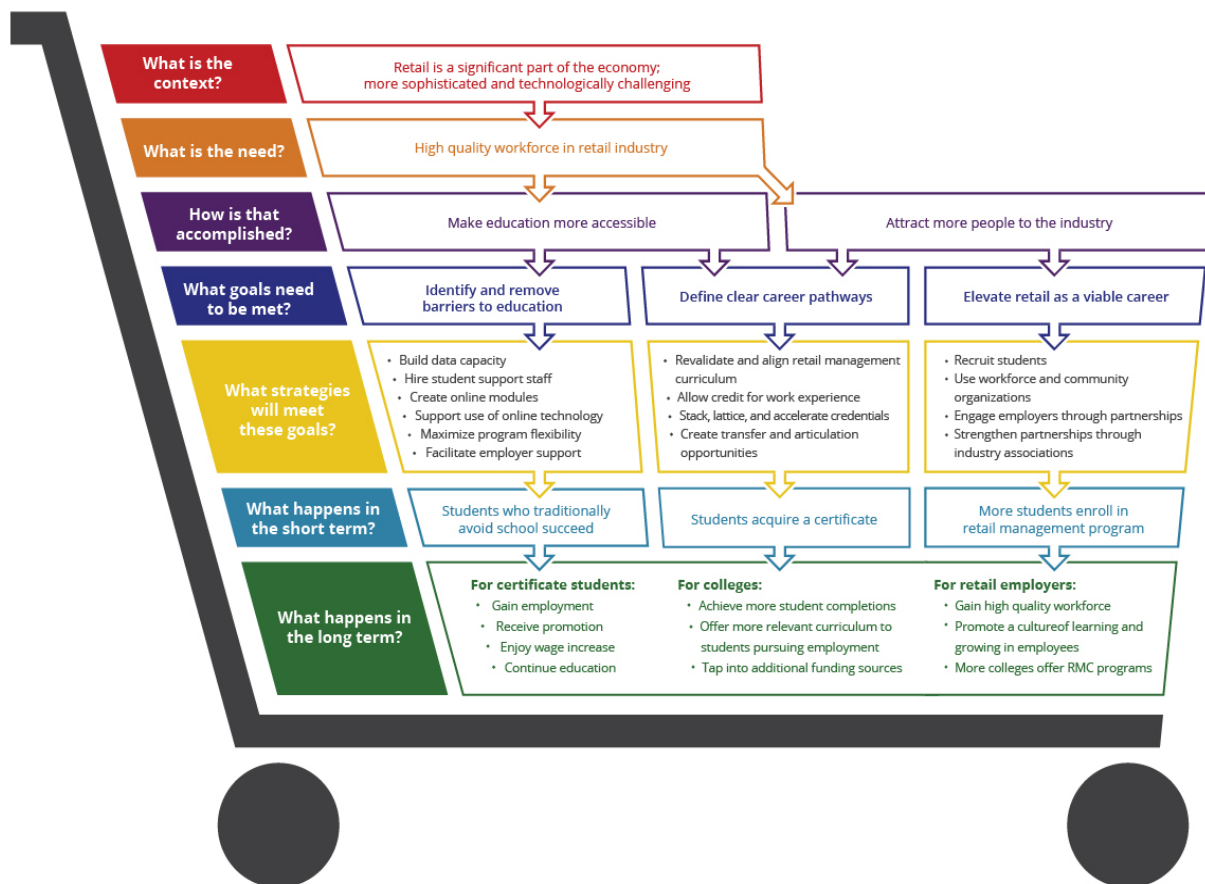 What is the
context?
Retail is a significant part of the economy;
more sophisticated and technologically challenging
What is the need?
High quality workforce in retail industry
How is that
accomplished?
Make education more accessible
Attract more people to the industry
What goals need
to be met?
Identify and remove
barriers to education
Define clear career pathways
Elevate retail as a viable career
What strategies
will meet
these goals?
• Build data capacity
• Hire student support staff
• Create online modules
• Support use of online technology
• Maximize program flexibility
• Facilitate employer support
• Revalidate and align retail management
curriculum
• Allow credit for work experience
• Stack, lattice, and accelerate credentials
• Create transfer and articulation
opportunities
• Recruit students
• Use workforce and community
organizations
• Engage employers through partnerships
• Strengthen partnerships through
industry associations
What happens in
the short term?
Students who traditionally
avoid school succeed
Students acquire a certificate
More students enroll in
retail management program
What happens in
the long term?
For certificate students:
• Gain employment
• Receive promotion
• Enjoy wage increase
• Continue education
For colleges:
• Achieve more student completions
• Offer more relevant curriculum to
students pursuing employment
• Tap into additional funding sources
For retail employers:
• Gain high quality workforce
• Promote a cultureof learning and
growing in employees
• More colleges offer RMC programs